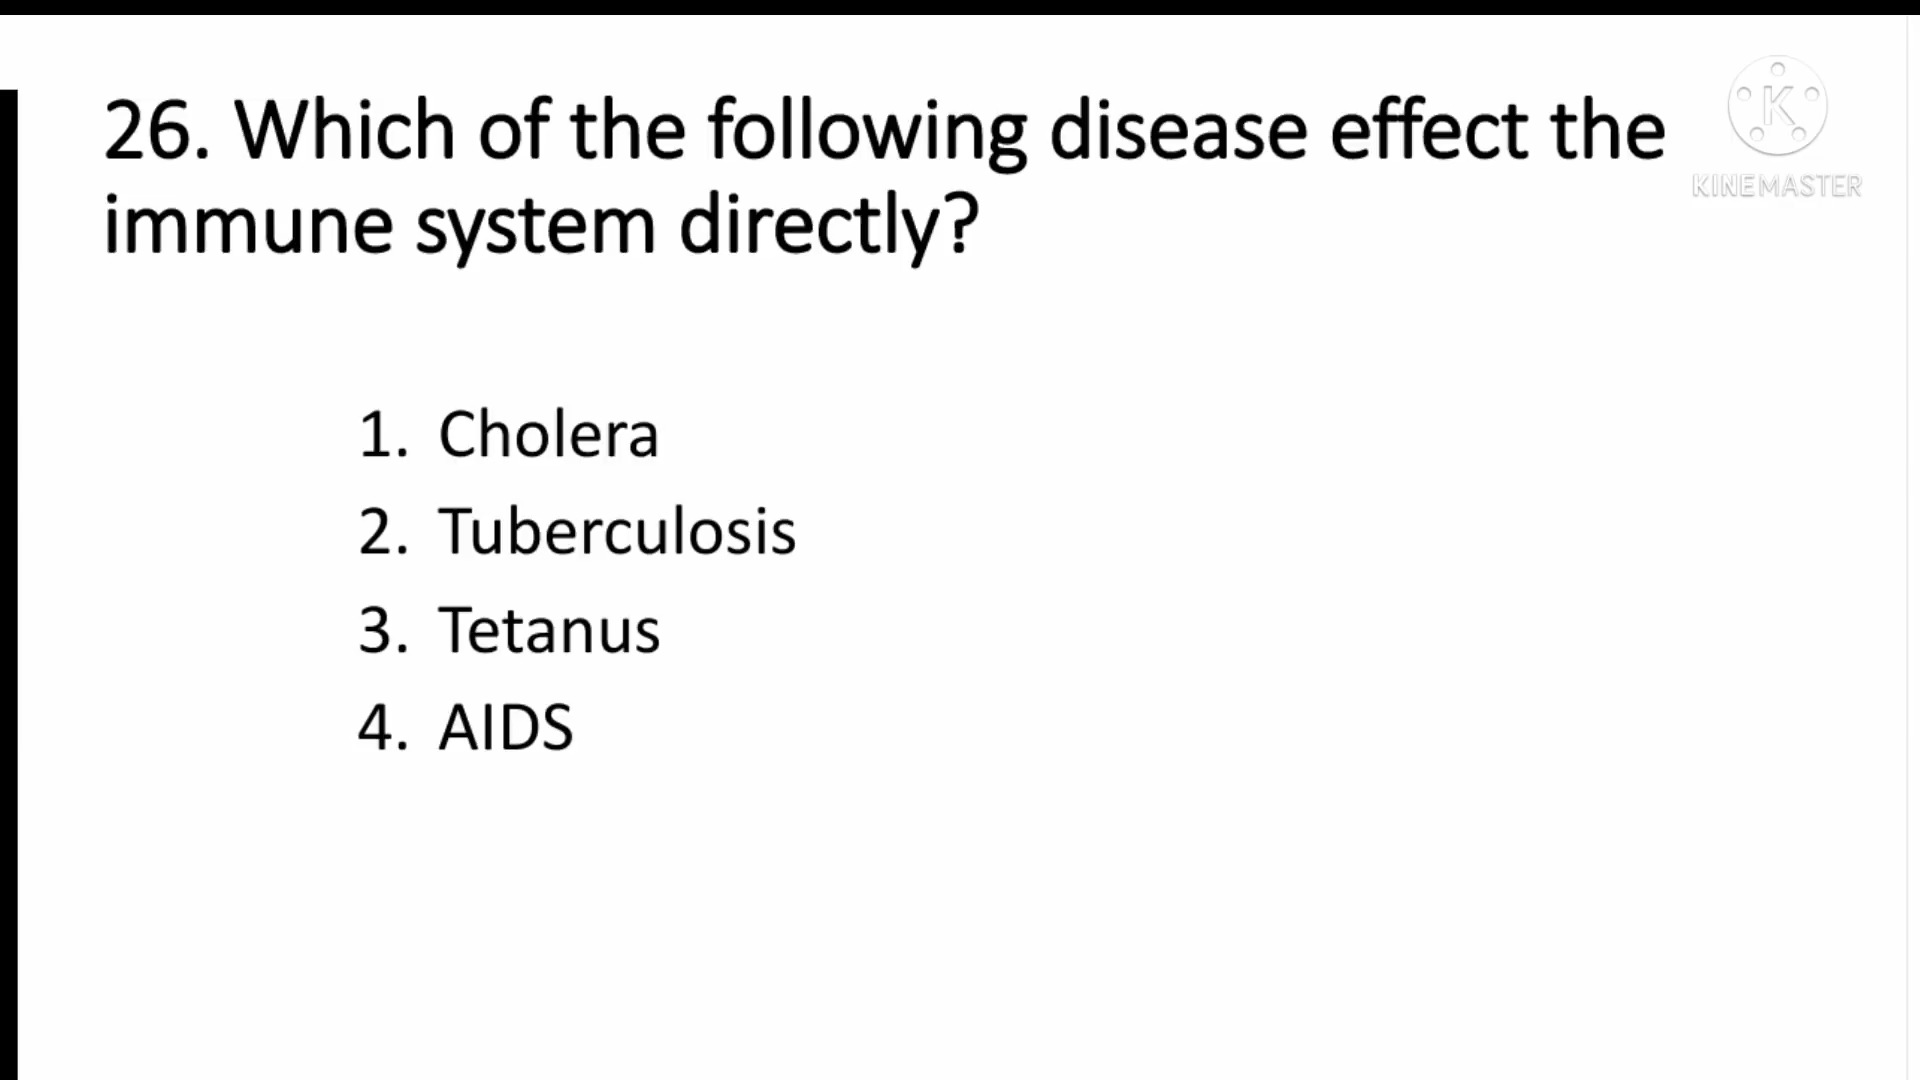 26. Which of the following disease effect the
immune system directly?
K
KINEMASTER
1. Cholera
2. Tuberculosis
3. Tetanus
4. AIDS